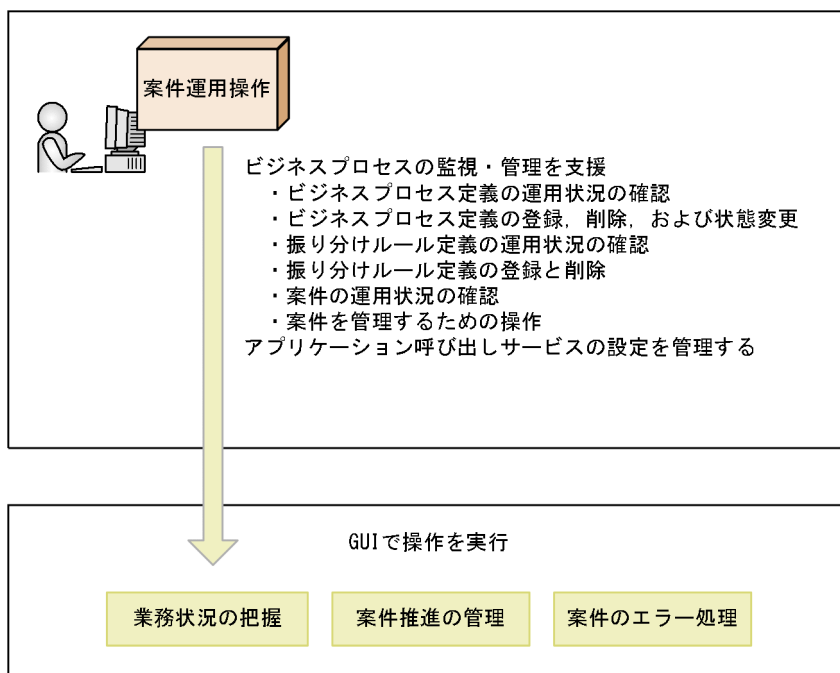 案件運用操作
ビジネスプロセスの監視・管理を支援
・ビジネスプロセス定義の運用状況の確認
・ビジネスプロセス定義の登録，削除，および状態変更
・振り分けルール定義の運用状況の確認
・振り分けルール定義の登録と削除
・案件の運用状況の確認
・案件を管理するための操作
アプリケーション呼び出しサービスの設定を管理する
GUIで操作を実行
業務状況の把握
案件推進の管理
案件のエラー処理